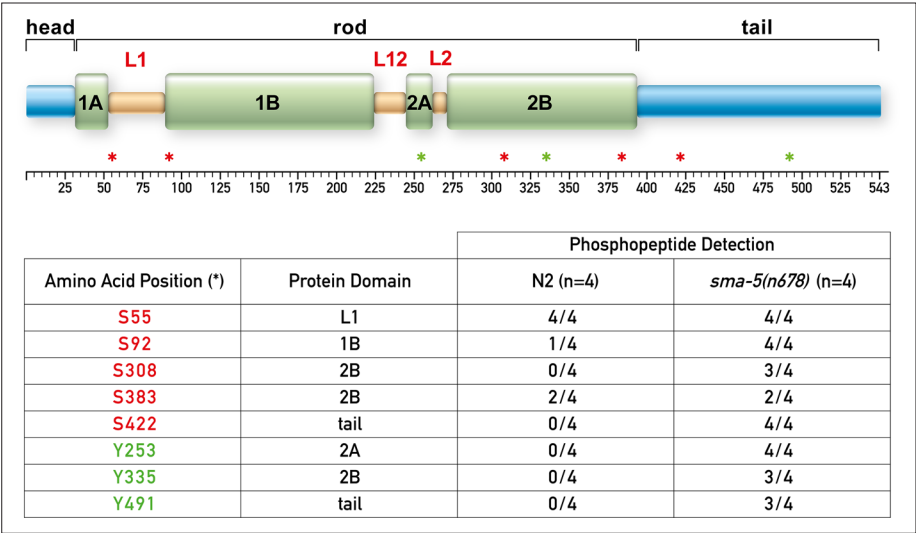 head rod tail
L1 L12 L2
1A 1B 2A 2B
* * * * * * * *
25 50 75 100 125 150 175 200 225 250 275 300 325 350 375 400 425 450 475 500 525 543
Phosphopeptide Detection
Amino Acid Position (*) Protein Domain N2 (n=4) sma-5(n678) (n=4)
S55 L1 4/4 4/4
S92 1B 1/4 4/4
S308 2B 0/4 3/4
S383 2B 2/4 2/4
S422 tail 0/4 4/4
Y253 2A 0/4 4/4
Y335 2B 0/4 3/4
Y491 tail 0/4 3/4